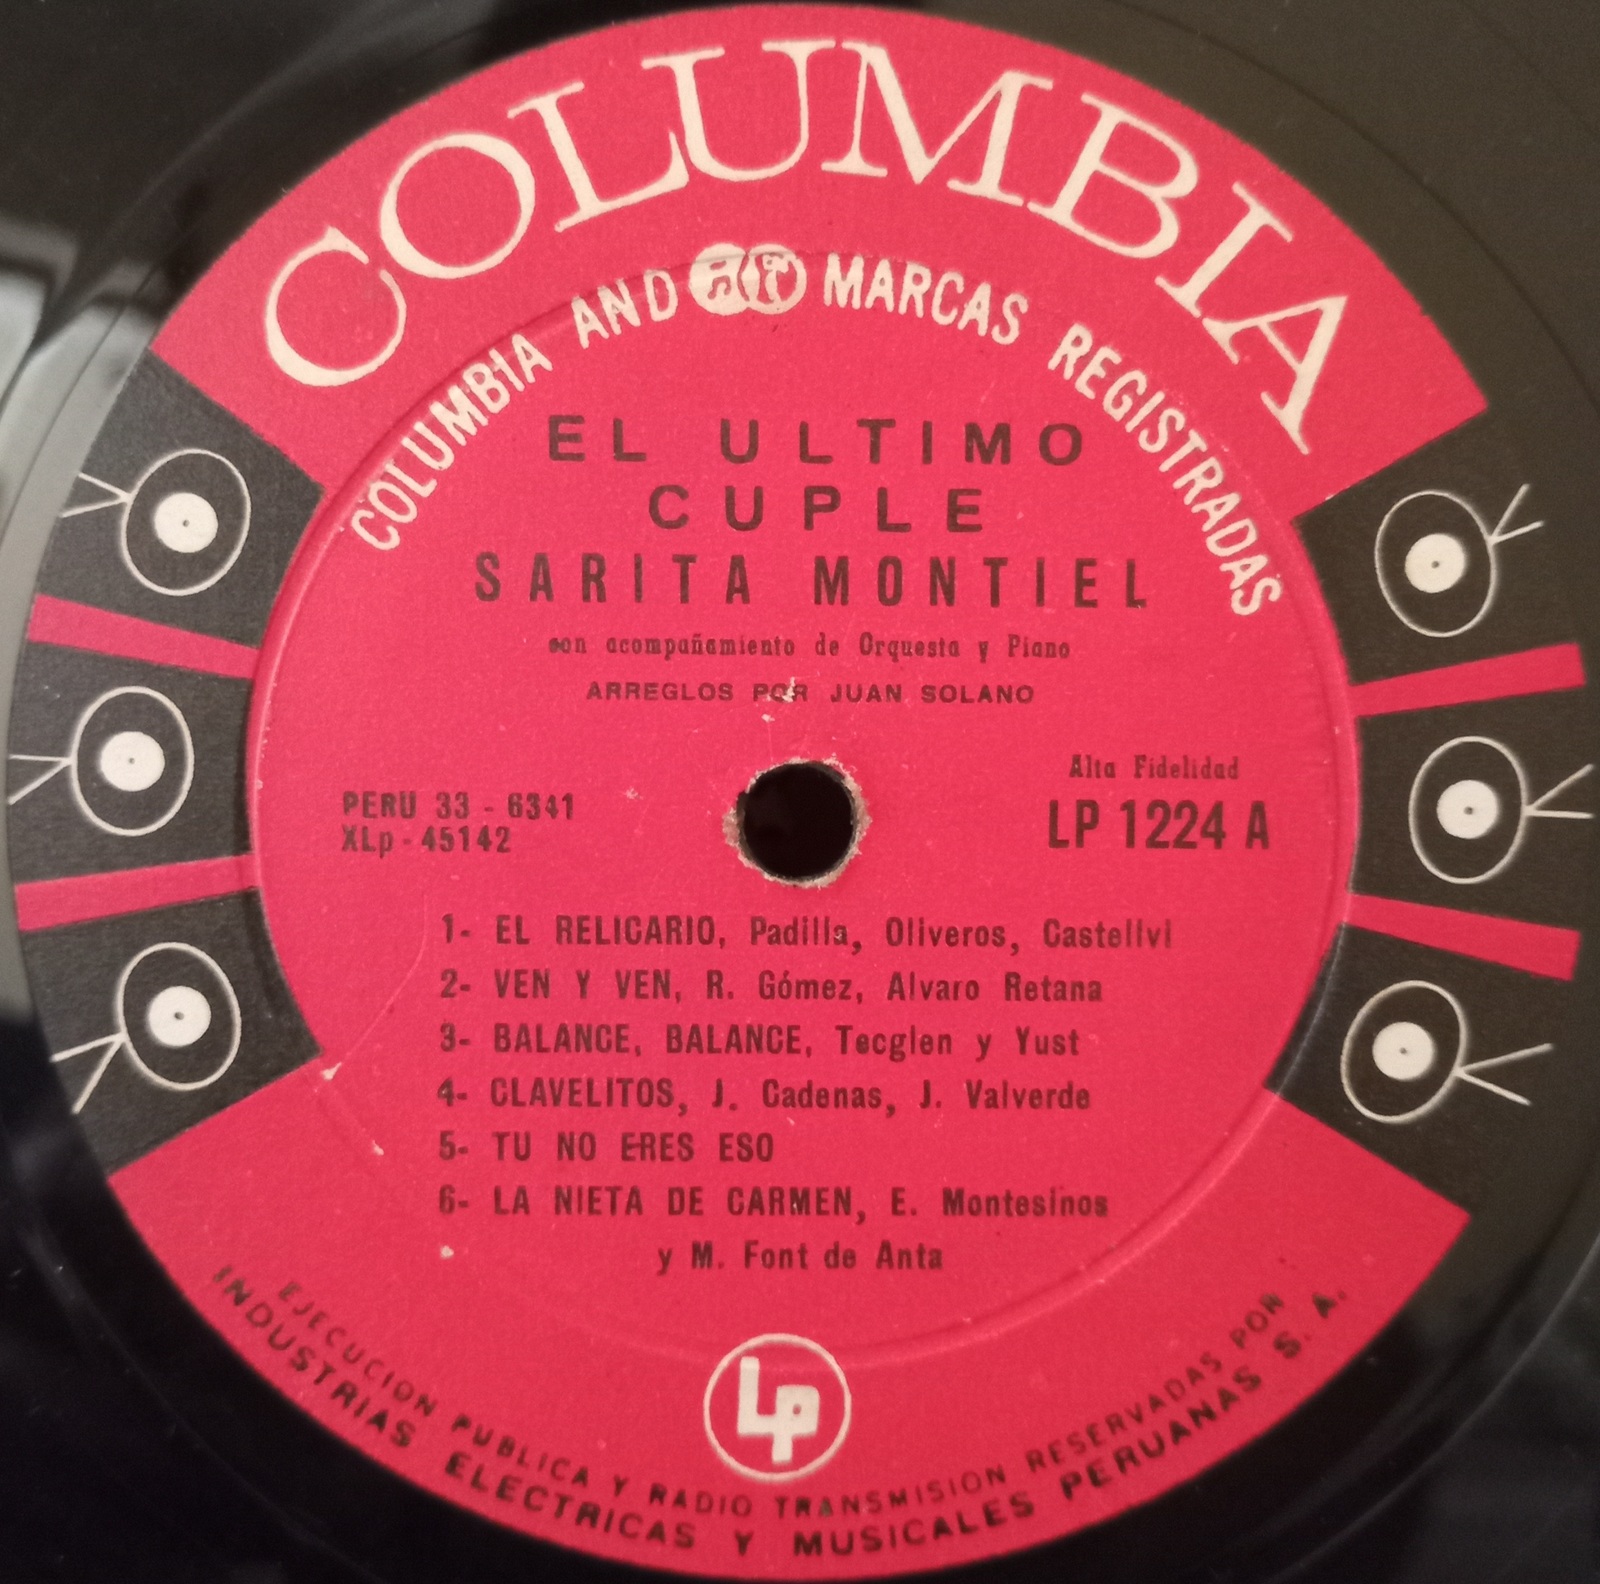 COLUMBIA
COLUMBIA AND MARCAS REGISTRADAS
EL ULTIMO
CUPLE
SARITA MONTIEL
con acompañamiento de Orquesta y Piano
ARREGLOS POR JUAN SOLANO
PERU 33 - 6341
XLp - 45142
Alta Fidelidad
LP 1224 A
1- EL RELICARIO, Padilla, Oliveros, Castellvi
2- VEN Y VEN, R. Gómez, Alvaro Retana
3- BALANCE, BALANCE, Tecglen y Yust
4- CLAVELITOS, J. Cadenas, J. Valverde
5- TU NO ERES ESO
6- LA NIETA DE CARMEN, E. Montesinos
y M. Font de Anta
Lp
EJECUCION PUBLICA Y RADIO TRANSMISION RESERVADAS POR
INDUSTRIAS ELECTRICAS Y MUSICALES PERUANAS S. A.